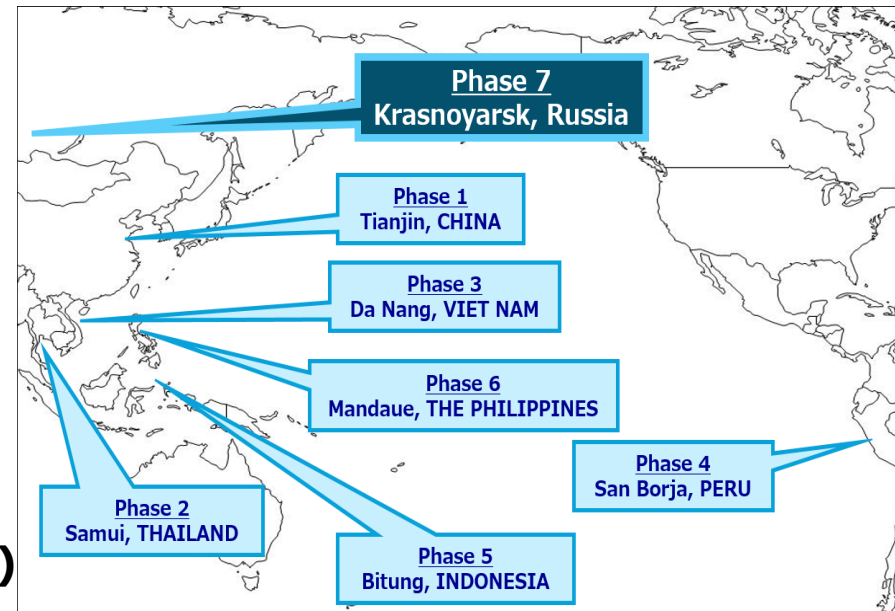 Phase 7
Krasnoyarsk, Russia
Phase 1
Tianjin, CHINA
Phase 3
Da Nang, VIET NAM
Phase 6
Mandaue, THE PHILIPPINES
Phase 4
San Borja, PERU
Phase 2
Samui, THAILAND
)
Phase 5
Bitung, INDONESIA